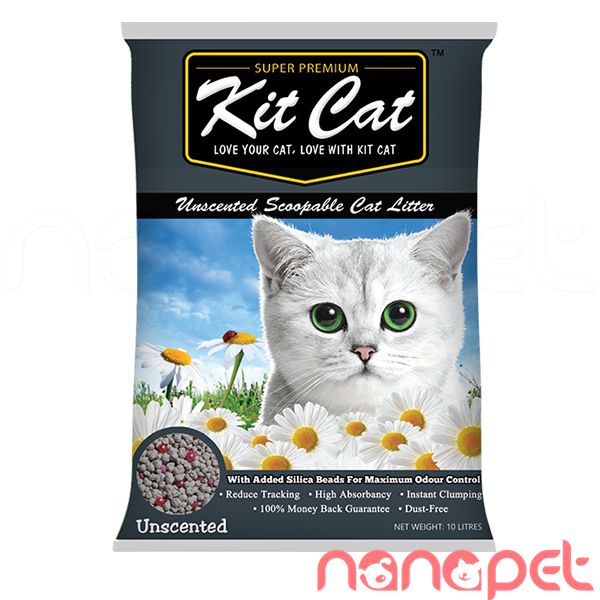 SUPER PREMIUM
Kit Cat
TM
LOVE YOUR CAT, LOVE WITH KIT CAT
Unscented Scoopable Cat Litter
nanapet
With Added Silica Beads For Maximum Odour Control
• Reduce Tracking • High Absorbancy • Instant Clumping
• 100% Money Back Guarantee • Dust-Free
Unscented
NET WEIGHT: 10 LITRES
nanapet